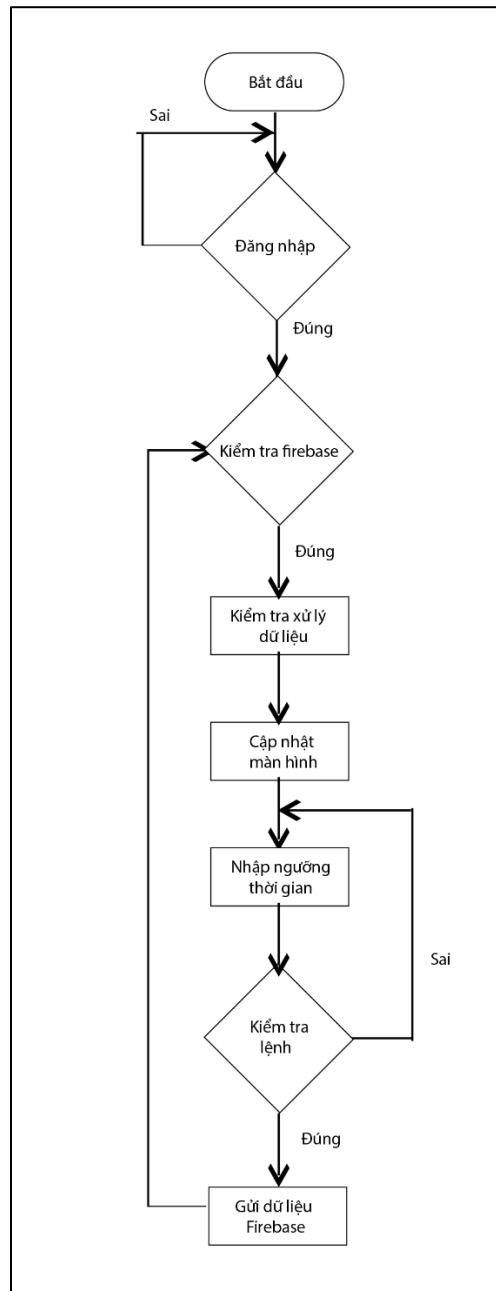 Bắt đầu
Sai
Đăng nhập
Đúng
Kiểm tra firebase
Đúng
Kiểm tra xử lý
dữ liệu
Cập nhật
màn hình
Nhập ngưỡng
thời gian
Sai
Kiểm tra
lệnh
Đúng
Gửi dữ liệu
Firebase